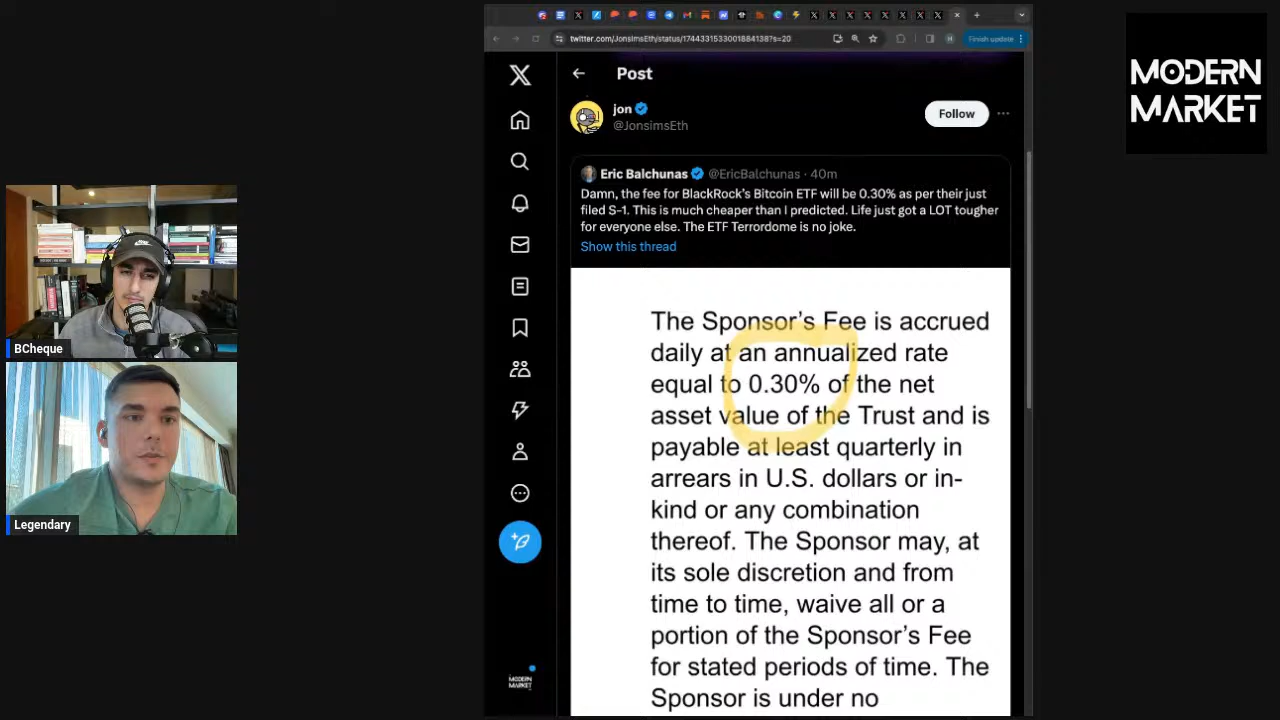 twitter.com/JonsimsEth/status/1744331533001884138?s=20
Finish update
MODERN
MARKET
Post
jon
@JonsimsEth
Follow
Eric Balchunas @EricBalchunas · 40m
Damn, the fee for BlackRock's Bitcoin ETF will be 0.30% as per their just
filed S-1. This is much cheaper than I predicted. Life just got a LOT tougher
for everyone else. The ETF Terrordome is no joke.
Show this thread
The Sponsor's Fee is accrued
daily at an annualized rate
equal to 0.30% of the net
asset value of the Trust and is
payable at least quarterly in
arrears in U.S. dollars or in-
kind or any combination
thereof. The Sponsor may, at
its sole discretion and from
time to time, waive all or a
portion of the Sponsor's Fee
for stated periods of time. The
Sponsor is under no
BCheque
Legendary
MODERN
MARKET